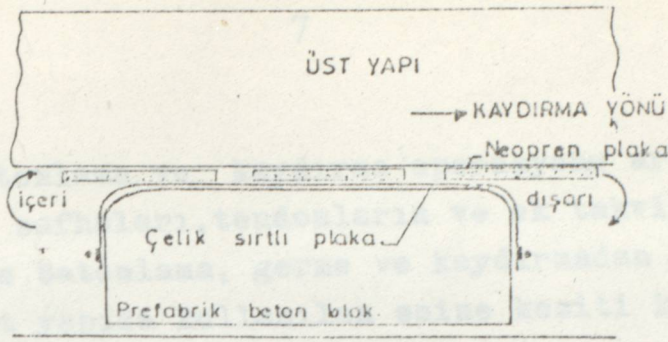 ÜST YAPI
KAYDIRMA YÖNÜ
Neopren plaka
içeri
dışarı
Çelik sırtlı plaka
Prefabrik beton blok